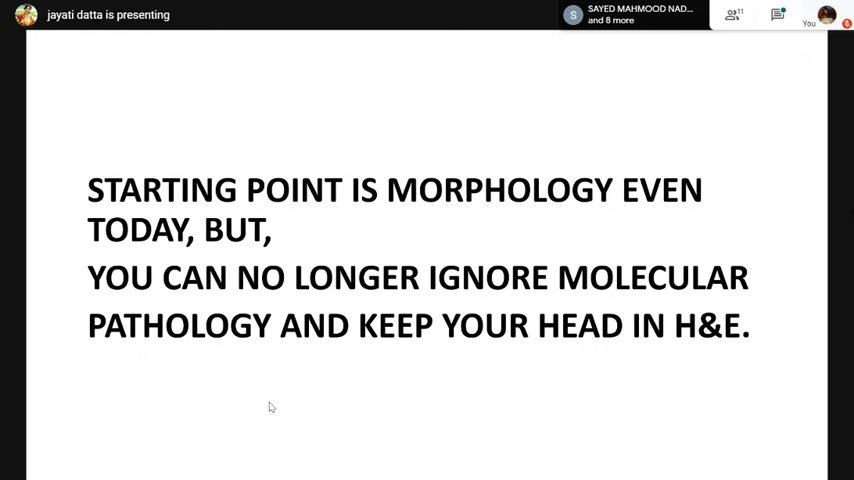 jayati datta is presenting
SAYED MAHMOOD NAD...
and 8 more
S
11
You
STARTING POINT IS MORPHOLOGY EVEN
TODAY, BUT,
YOU CAN NO LONGER IGNORE MOLECULAR
PATHOLOGY AND KEEP YOUR HEAD IN H&E.